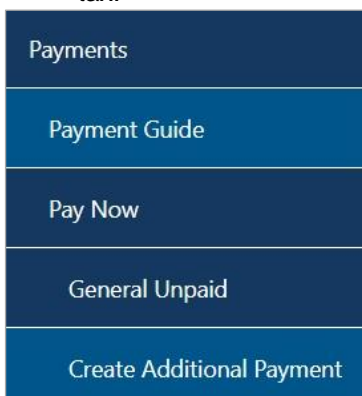 Payments
Payment Guide
Pay Now
General Unpaid
Create Additional Payment